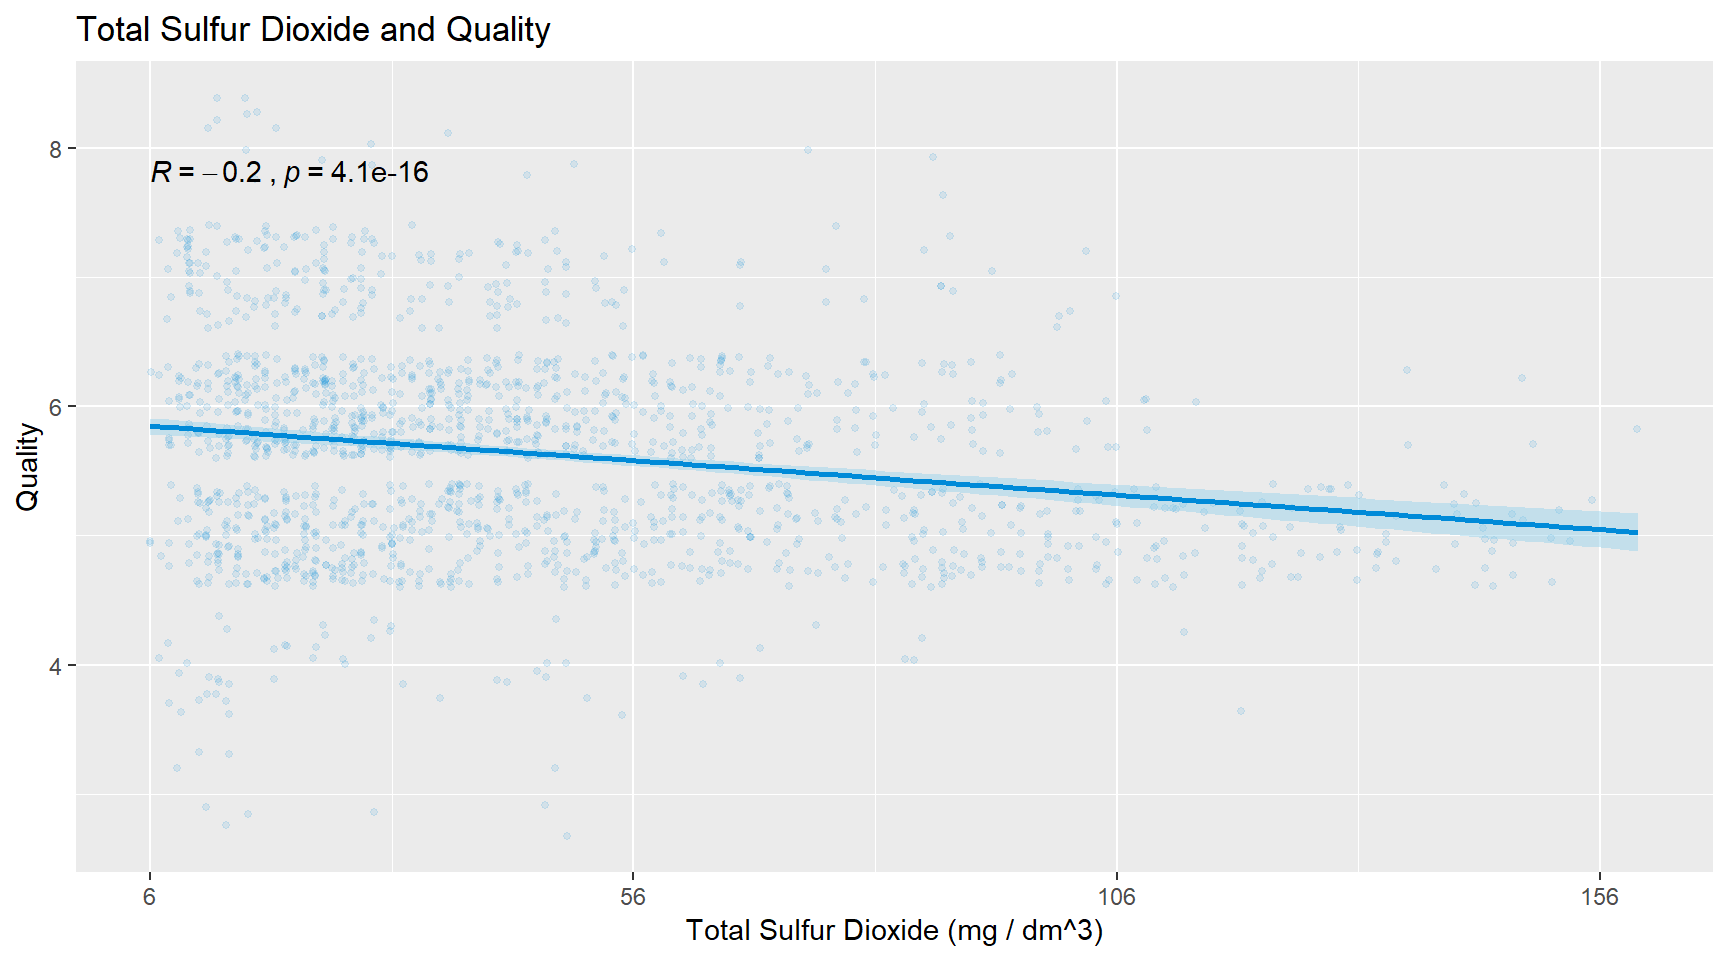 Total Sulfur Dioxide and Quality
8
R = −0.2 , p = 4.1e-16
6
Quality
4
6 56 106 156
Total Sulfur Dioxide (mg / dm^3)